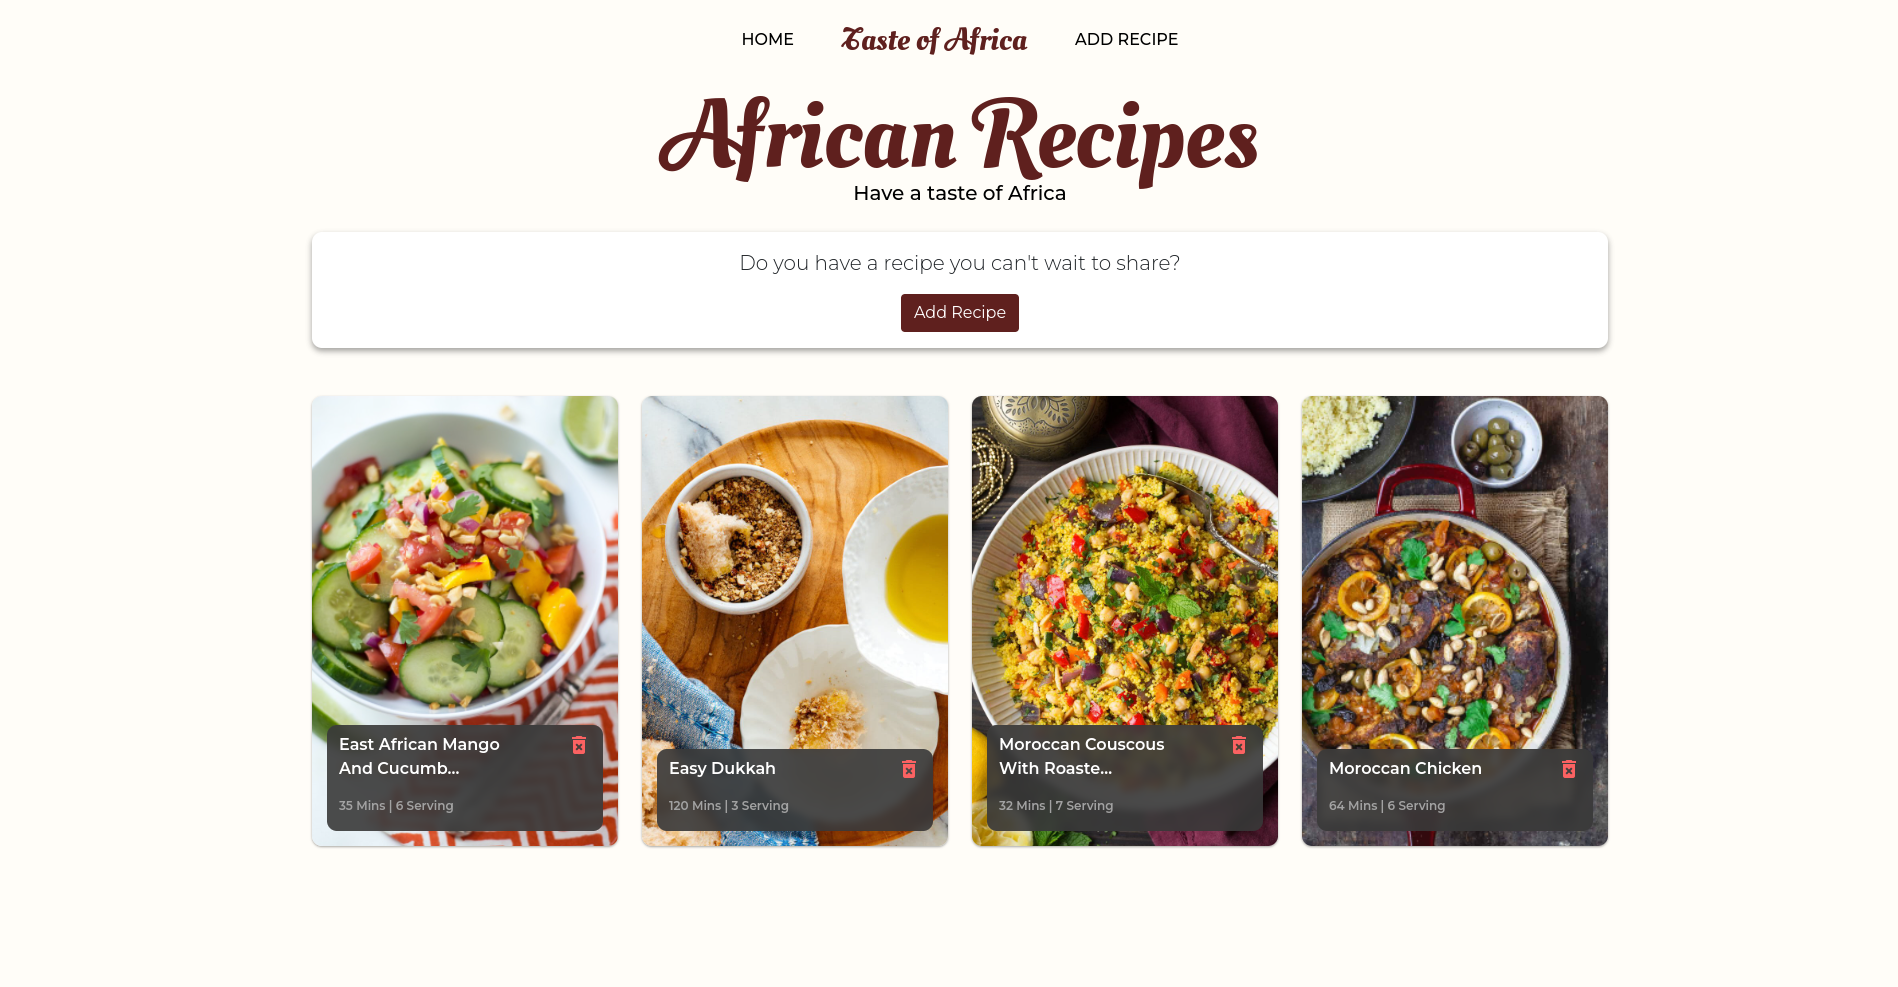 HOME
Taste of Africa
ADD RECIPE
African Recipes
Have a taste of Africa
Do you have a recipe you can't wait to share?
Add Recipe
East African Mango
And Cucumb...
35 Mins | 6 Serving
Easy Dukkah
120 Mins | 3 Serving
Moroccan Couscous
With Roaste...
32 Mins | 7 Serving
Moroccan Chicken
64 Mins | 6 Serving